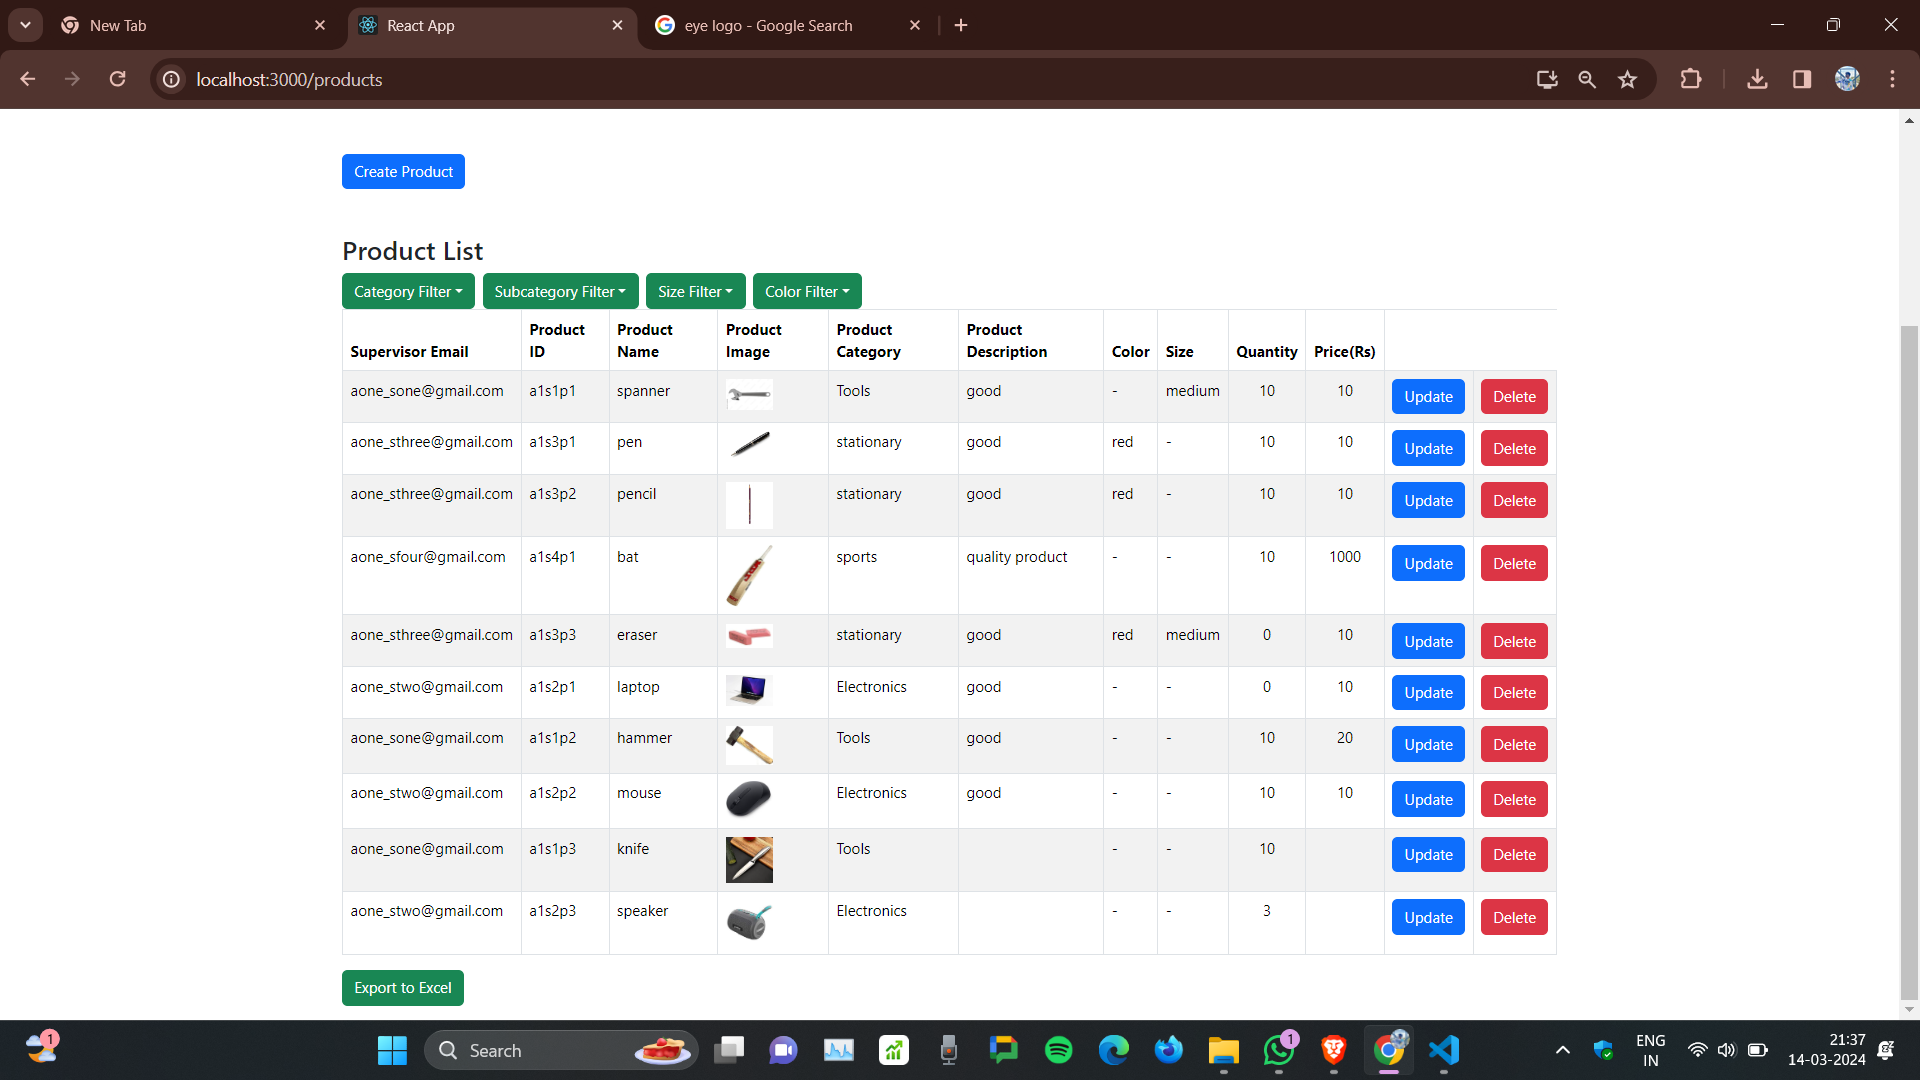 New Tab
React App
eye logo - Google Search
localhost:3000/products
Create Product
Product List
Category Filter Subcategory Filter Size Filter Color Filter
Supervisor Email Product ID Product Name Product Image Product Category Product Description Color Size Quantity Price(Rs)
aone_sone@gmail.com a1s1p1 spanner Tools good - medium 10 10 Update Delete
aone_sthree@gmail.com a1s3p1 pen stationary good red - 10 10 Update Delete
aone_sthree@gmail.com a1s3p2 pencil stationary good red - 10 10 Update Delete
aone_sfour@gmail.com a1s4p1 bat sports quality product - - 10 1000 Update Delete
aone_sthree@gmail.com a1s3p3 eraser stationary good red medium 0 10 Update Delete
aone_stwo@gmail.com a1s2p1 laptop Electronics good - - 0 10 Update Delete
aone_sone@gmail.com a1s1p2 hammer Tools good - - 10 20 Update Delete
aone_stwo@gmail.com a1s2p2 mouse Electronics good - - 10 10 Update Delete
aone_sone@gmail.com a1s1p3 knife Tools - - 10 Update Delete
aone_stwo@gmail.com a1s2p3 speaker Electronics - - 3 Update Delete
Export to Excel
1
Search
1
ENG
IN
21:37
14-03-2024